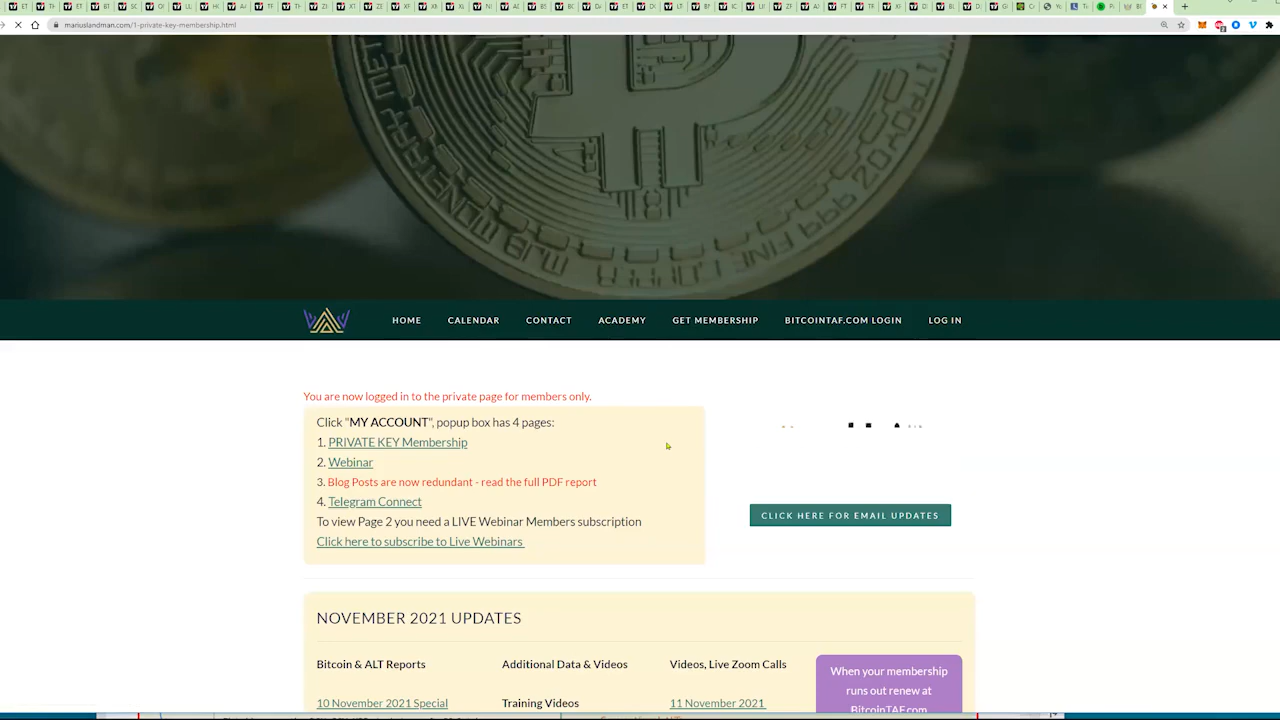 mariuslandman.com/1-private-key-membership.html
HOME CALENDAR CONTACT ACADEMY GET MEMBERSHIP BITCOINTAF.COM LOGIN LOG IN
You are now logged in to the private page for members only.
Click "MY ACCOUNT", popup box has 4 pages:
1. PRIVATE KEY Membership
2. Webinar
3. Blog Posts are now redundant - read the full PDF report
4. Telegram Connect
To view Page 2 you need a LIVE Webinar Members subscription
Click here to subscribe to Live Webinars
CLICK HERE FOR EMAIL UPDATES
NOVEMBER 2021 UPDATES
Bitcoin & ALT Reports
Additional Data & Videos
Videos, Live Zoom Calls
When your membership
runs out renew at
BitcoinTAF.com
10 November 2021 Special
Training Videos
11 November 2021